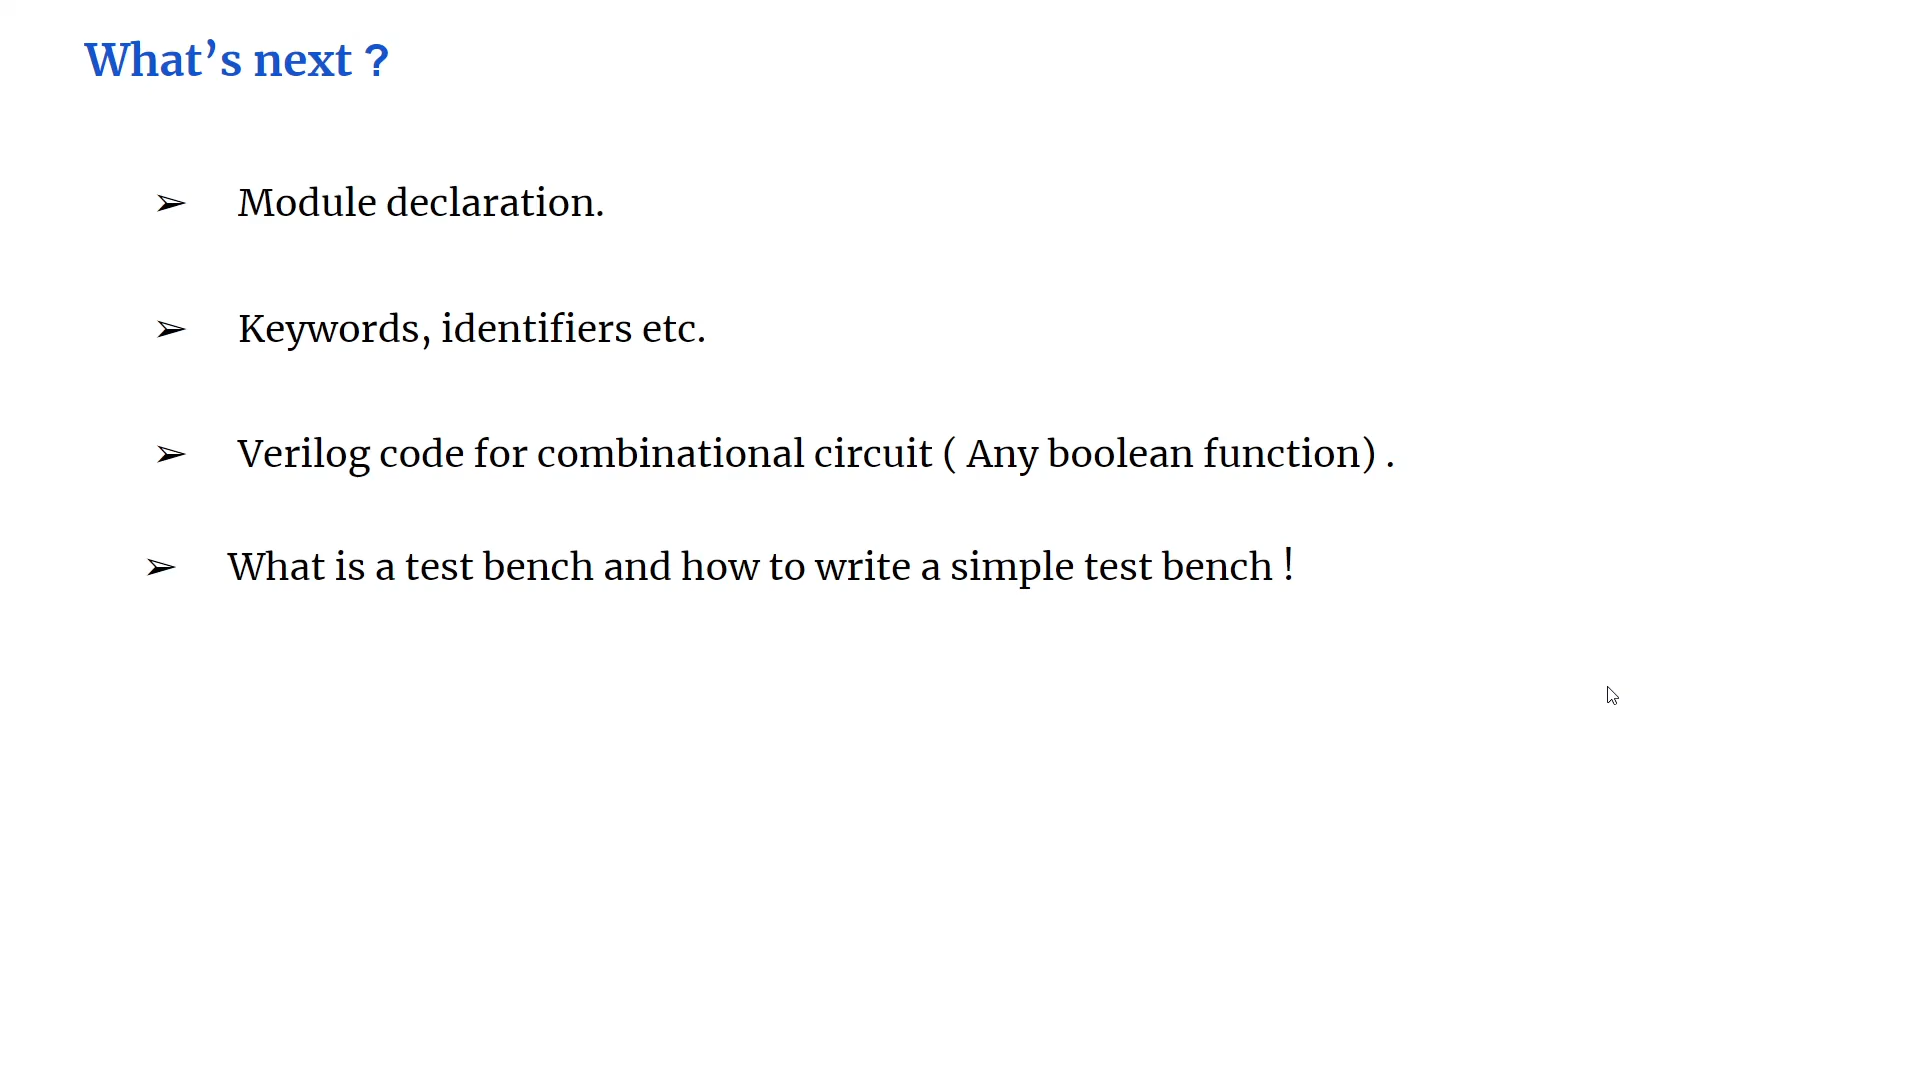 What’s next ?
➢ Module declaration.
➢ Keywords, identifiers etc.
➢ Verilog code for combinational circuit ( Any boolean function) .
➢ What is a test bench and how to write a simple test bench !